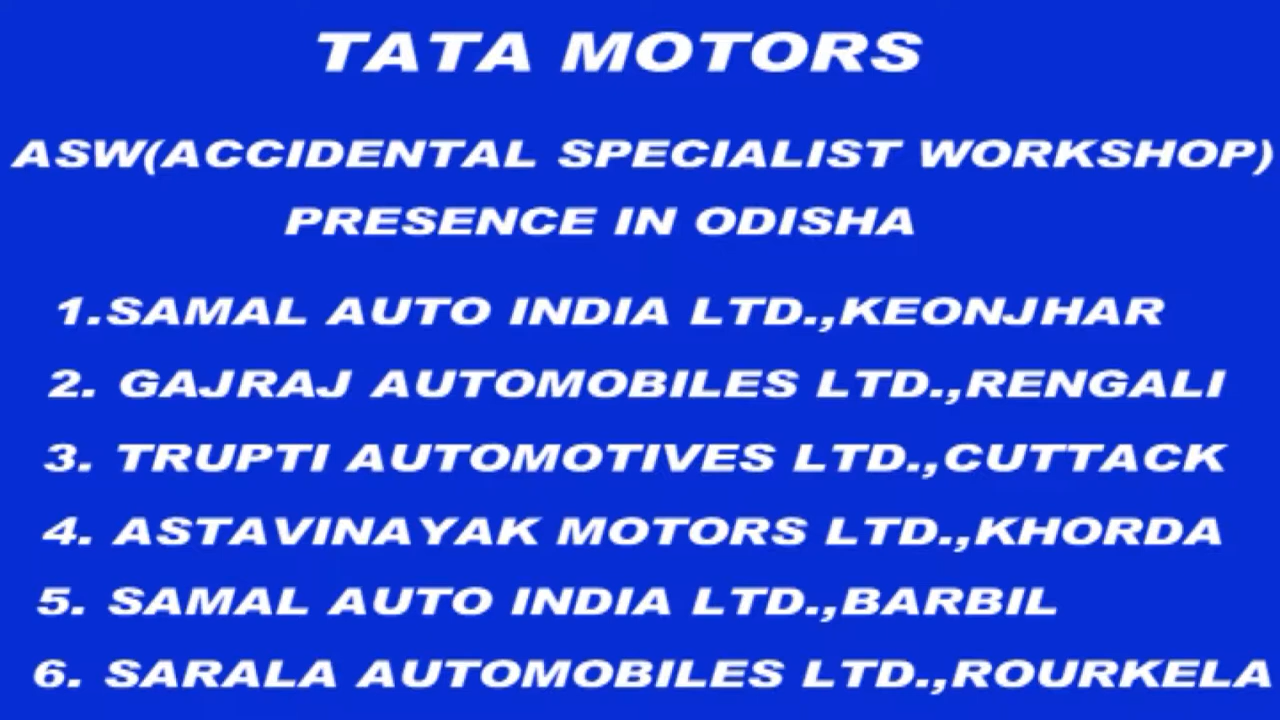 TATA MOTORS
ASW(ACCIDENTAL SPECIALIST WORKSHOP)
PRESENCE IN ODISHA
1.SAMAL AUTO INDIA LTD.,KEONJHAR
2. GAJRAJ AUTOMOBILES LTD.,RENGALI
3. TRUPTI AUTOMOTIVES LTD.,CUTTACK
4. ASTAVINAYAK MOTORS LTD.,KHORDA
5. SAMAL AUTO INDIA LTD.,BARBIL
6. SARALA AUTOMOBILES LTD.,ROURKELA